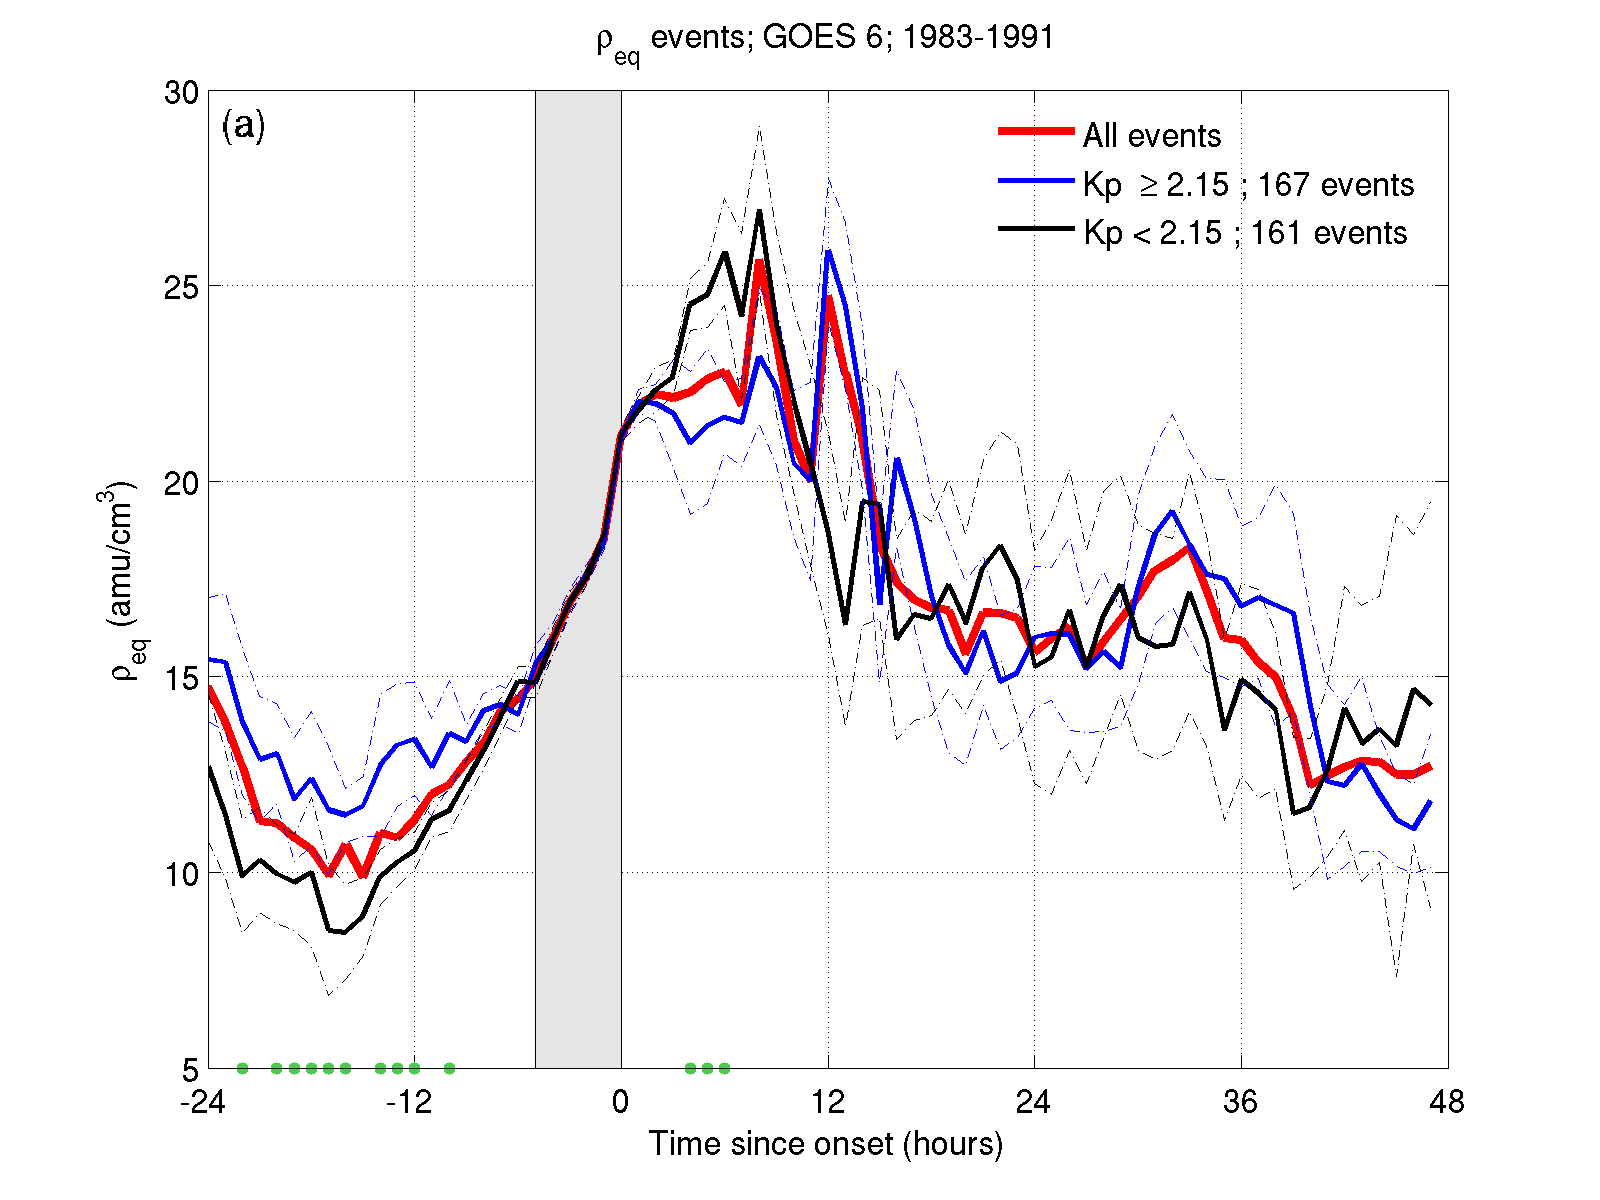 ρeq events; GOES 6; 1983-1991
(a)
All events
Kp ≥ 2.15 ; 167 events
Kp < 2.15 ; 161 events
30
25
20
15
10
5
ρeq (amu/cm3)
-24 -12 0 12 24 36 48
Time since onset (hours)